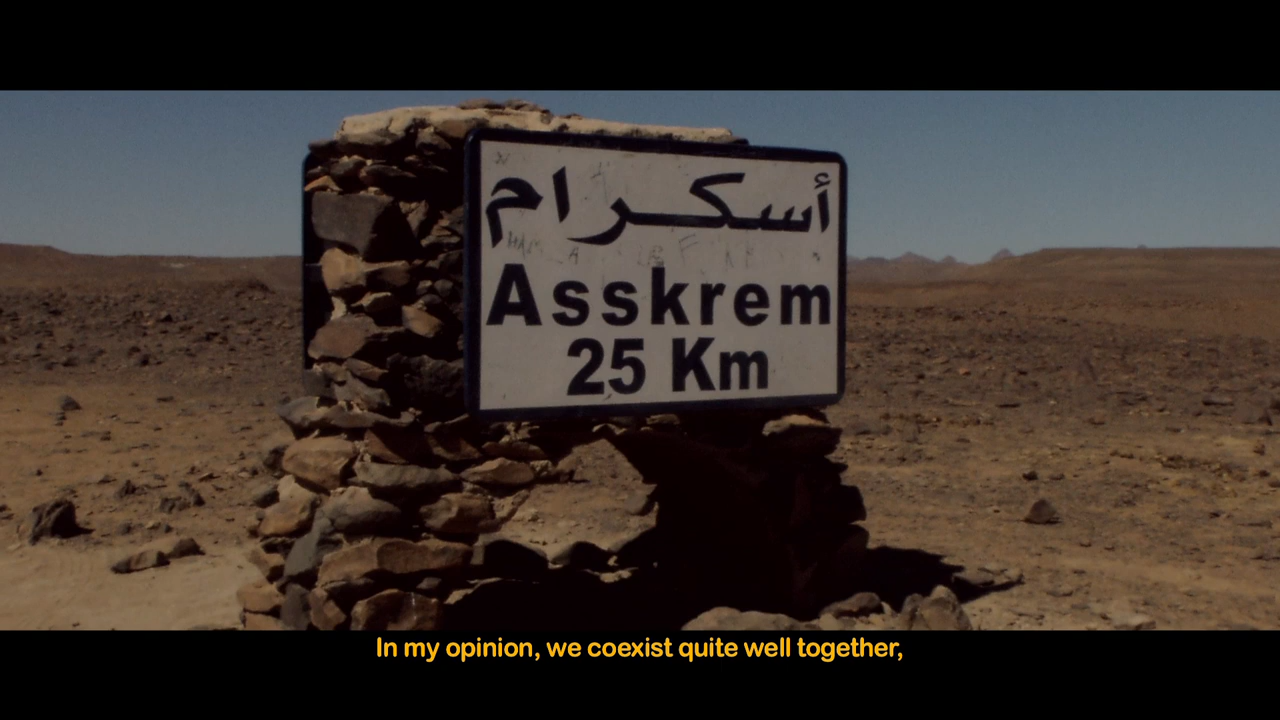 أسكرام
Asskrem
25 Km
In my opinion, we coexist quite well together,